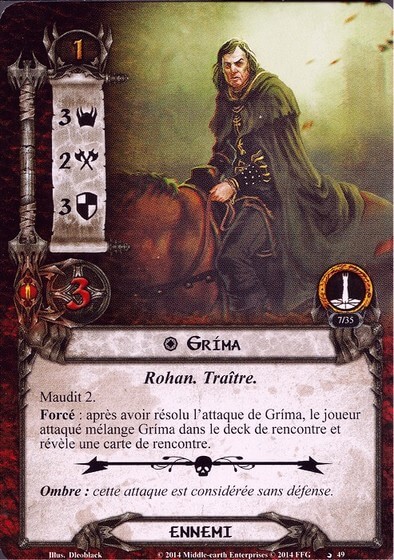 1
3
2
3
3
7/35
Gríma
Rohan. Traître.
Maudit 2.
Forcé : après avoir résolu l'attaque de Gríma, le joueur
attaqué mélange Gríma dans le deck de rencontre et
révèle une carte de rencontre.
Ombre : cette attaque est considérée sans défense.
ENNEMI
Illus. Dleoblack © 2014 Middle-earth Enterprises © 2014 FFG 49